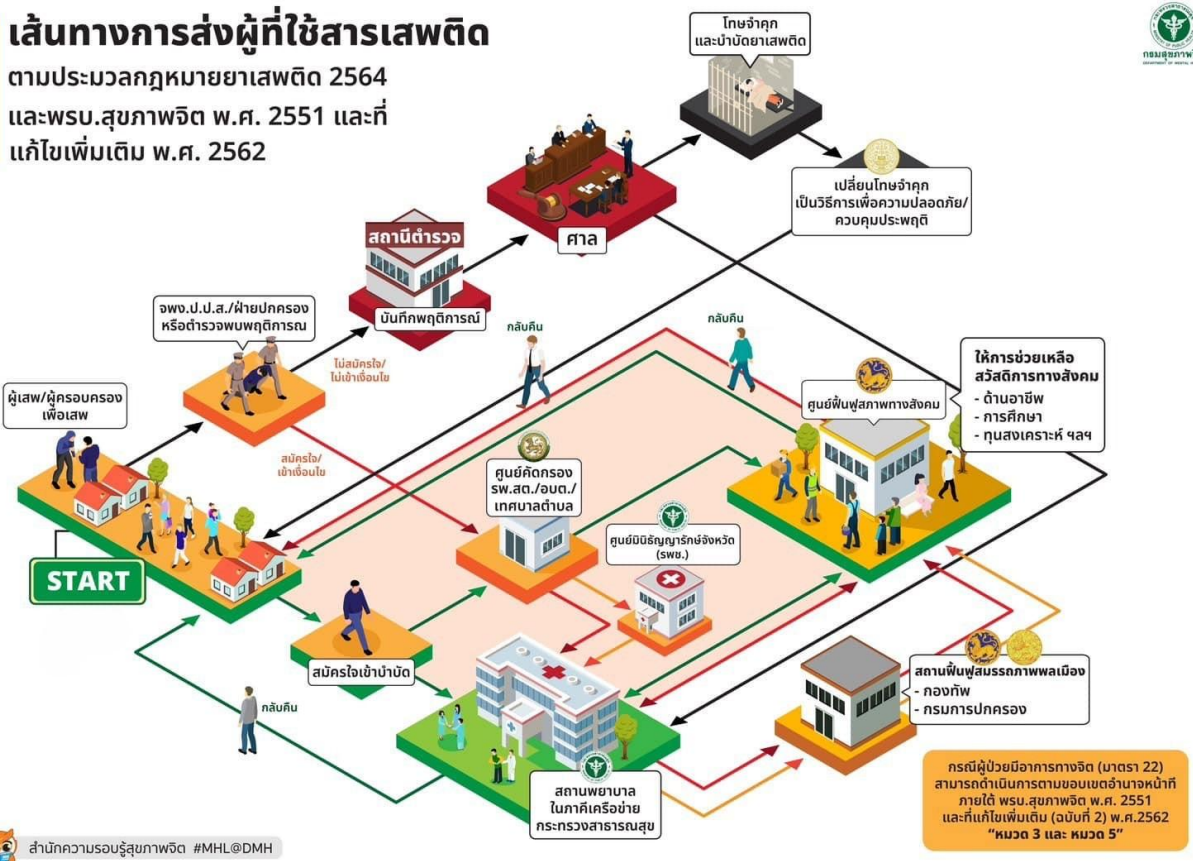 เส้นทางการส่งผู้ที่ใช้สารเสพติด
ตามประมวลกฎหมายยาเสพติด 2564
และพรบ.สุขภาพจิต พ.ศ. 2551 และที่
แก้ไขเพิ่มเติม พ.ศ. 2562
โทษจำคุก
และบำบัดยาเสพติด
กรมสุขภาพจิต
เปลี่ยนโทษจำคุก
เป็นวิธีการเพื่อความปลอดภัย/
ควบคุมประพฤติ
ศาล
สถานีตำรวจ
บันทึกพฤติการณ์
จพง.ป.ป.ส./ฝ่ายปกครอง
หรือตำรวจพบพฤติการณ์
ไม่สมัครใจ/
ไม่เข้าเงื่อนไข
กลับคืน
กลับคืน
ให้การช่วยเหลือ
สวัสดิการทางสังคม
- ด้านอาชีพ
- การศึกษา
- ทุนสงเคราะห์ ฯลฯ
ศูนย์ฟื้นฟูสภาพทางสังคม
ผู้เสพ/ผู้ครอบครอง
เพื่อเสพ
สมัครใจ/
เข้าเงื่อนไข
ศูนย์คัดกรอง
รพ.สต./อบต./
เทศบาลตำบล
ศูนย์มินิธัญญารักษ์จังหวัด
(รพช.)
START
สมัครใจเข้าบำบัด
สถานฟื้นฟูสมรรถภาพพลเมือง
- กองทัพ
- กรมการปกครอง
กลับคืน
สถานพยาบาล
ในภาคีเครือข่าย
กระทรวงสาธารณสุข
กรณีผู้ป่วยมีอาการทางจิต (มาตรา 22)
สามารถดำเนินการตามขอบเขตอำนาจหน้าที่
ภายใต้ พรบ.สุขภาพจิต พ.ศ. 2551
และที่แก้ไขเพิ่มเติม (ฉบับที่ 2) พ.ศ.2562
“หมวด 3 และ หมวด 5”
สำนักความรอบรู้สุขภาพจิต #MHL@DMH